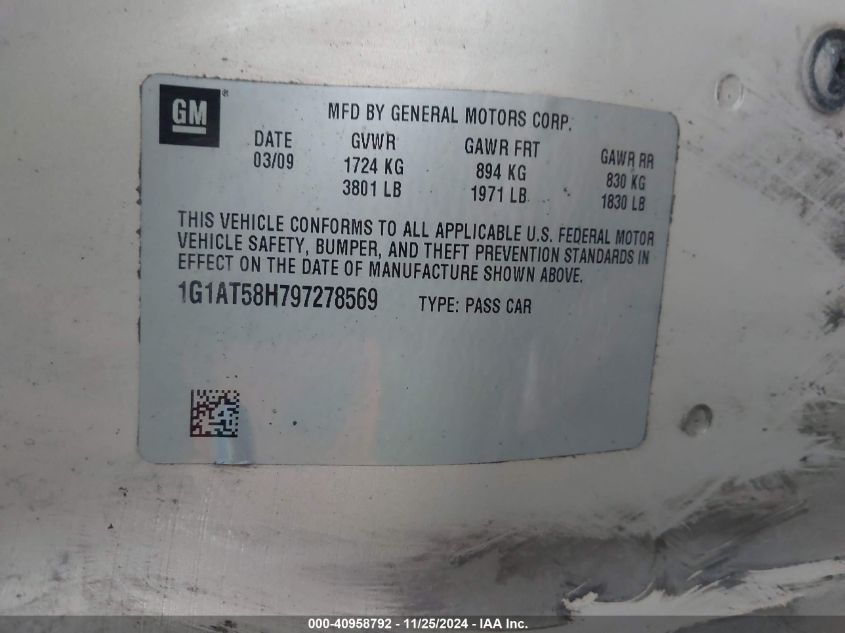 GM ®
MFD BY GENERAL MOTORS CORP.
DATE GVWR GAWR FRT GAWR RR
03/09 1724 KG 894 KG 830 KG
3801 LB 1971 LB 1830 LB
THIS VEHICLE CONFORMS TO ALL APPLICABLE U.S. FEDERAL MOTOR
VEHICLE SAFETY, BUMPER, AND THEFT PREVENTION STANDARDS IN
EFFECT ON THE DATE OF MANUFACTURE SHOWN ABOVE.
1G1AT58H797278569 TYPE: PASS CAR
000-40958792 - 11/25/2024 - IAA Inc.